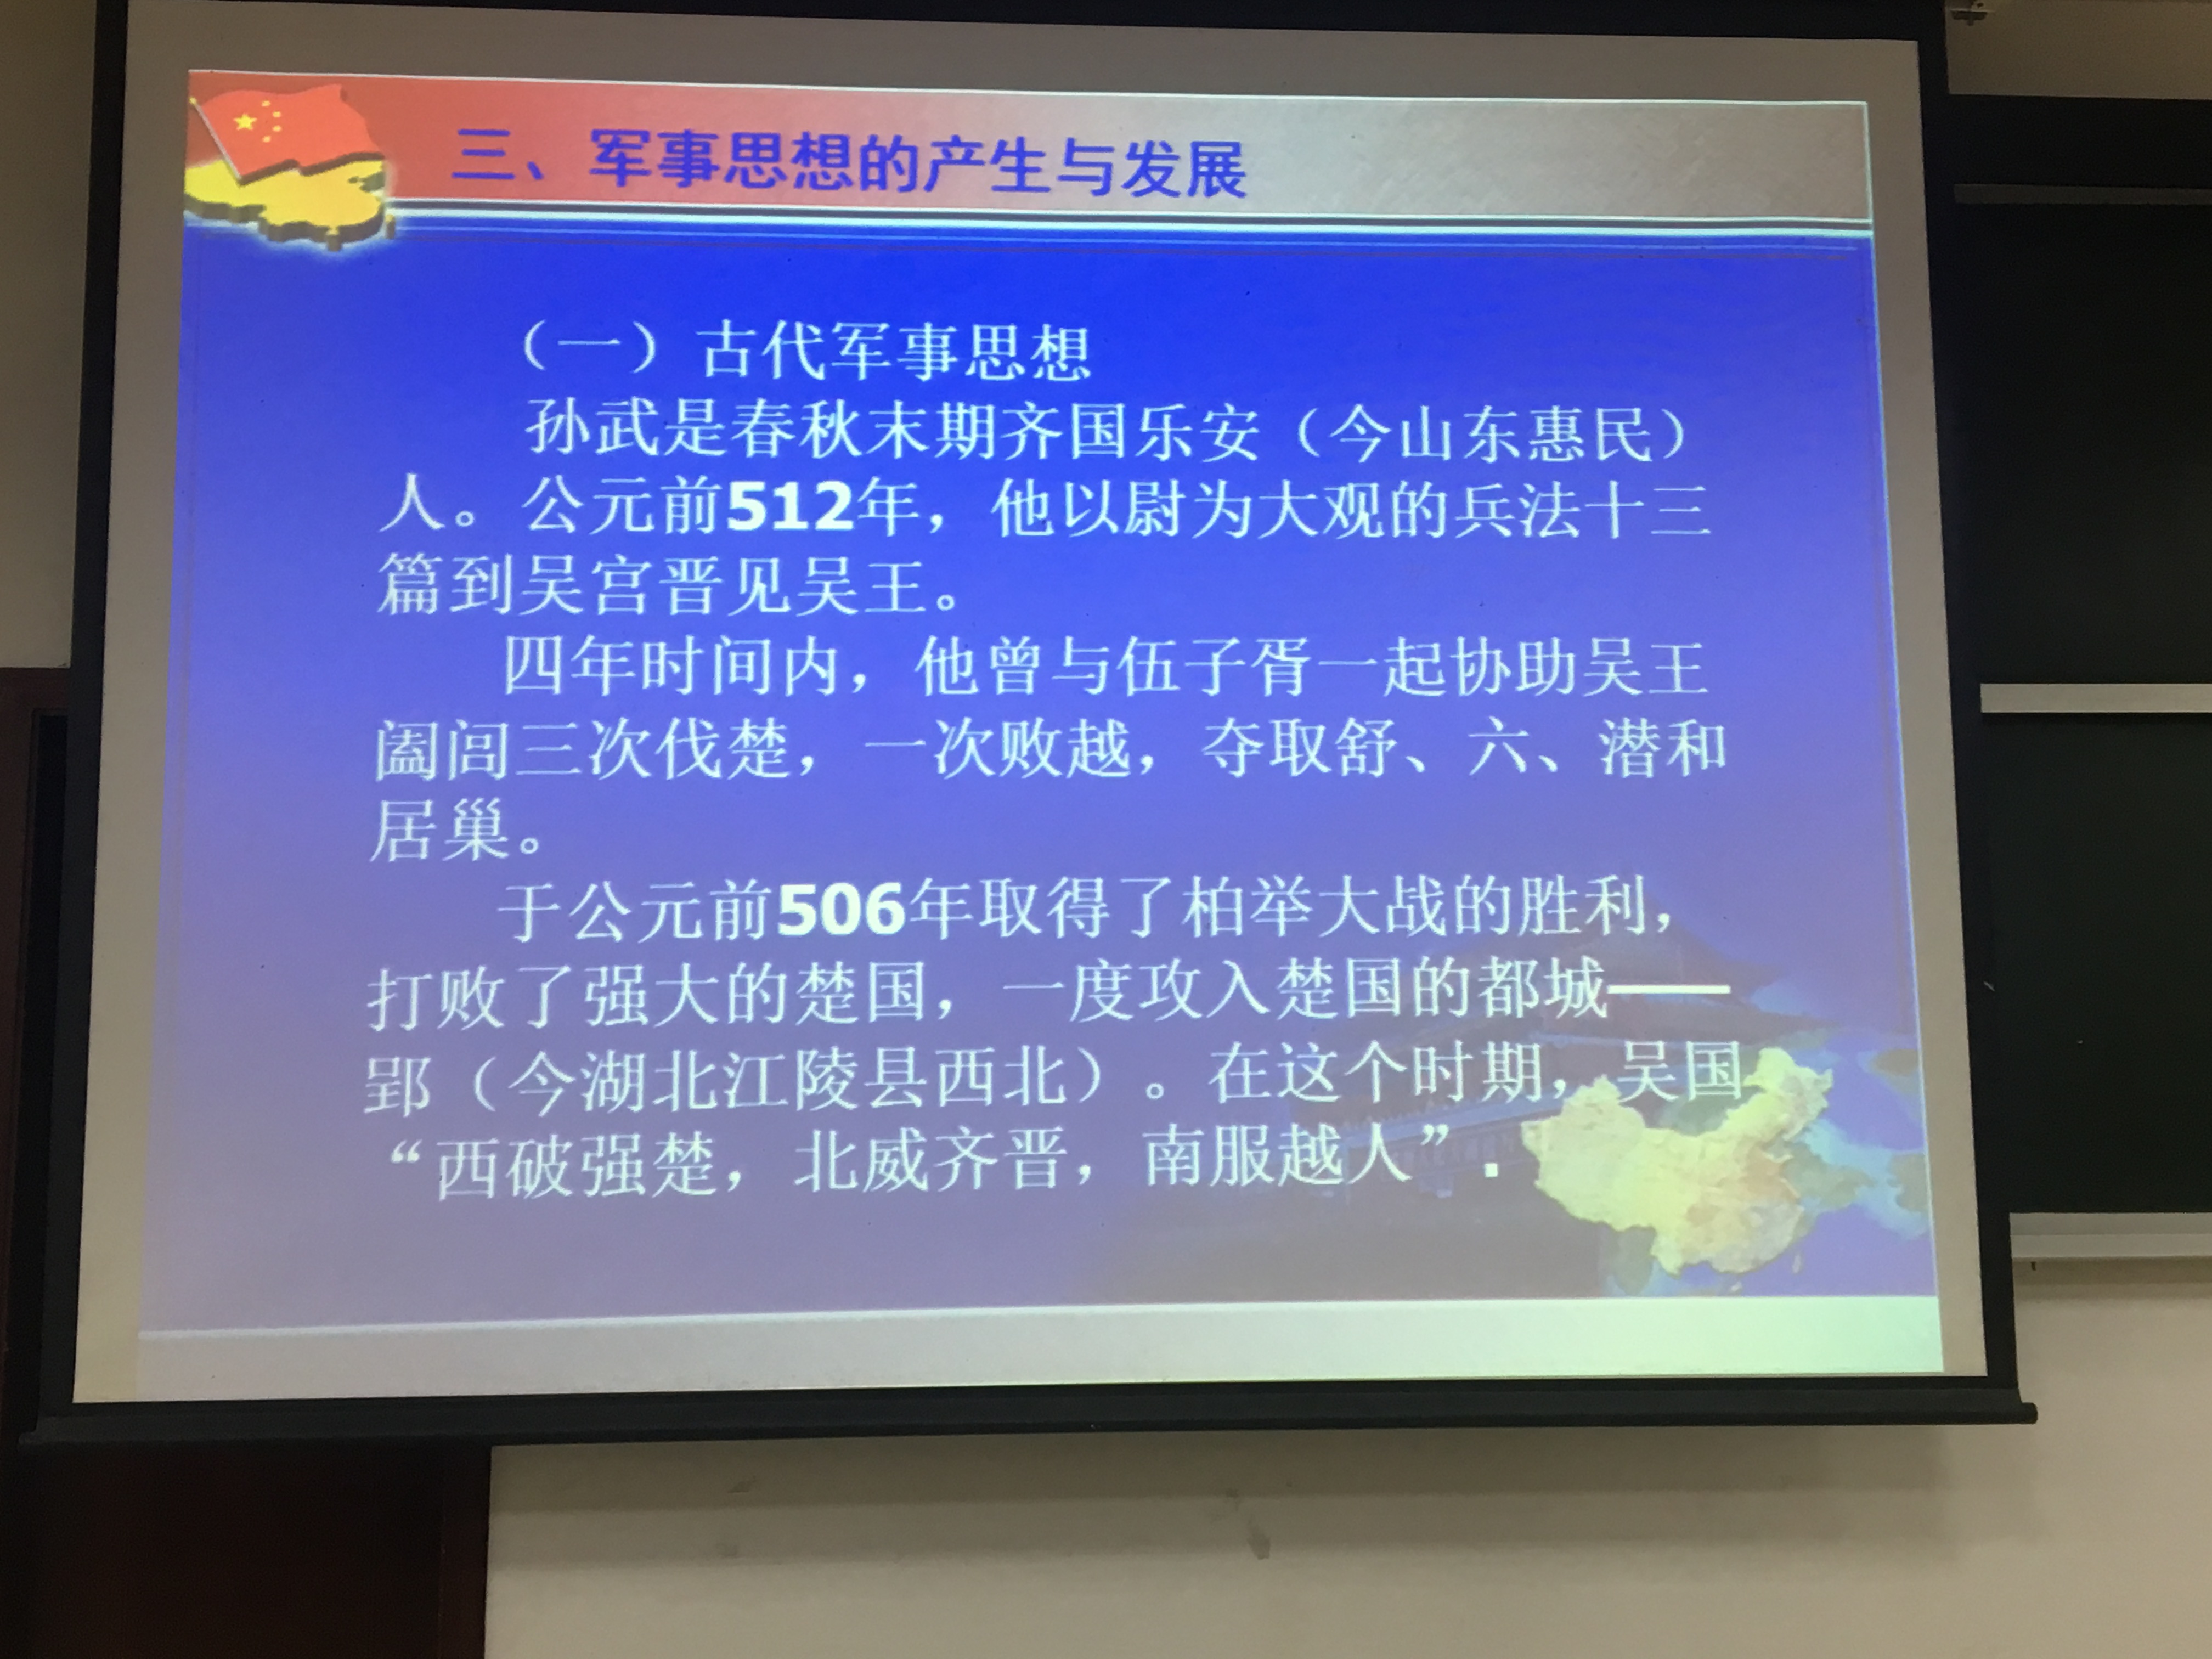 三、军事思想的产生与发展
（一）古代军事思想
孙武是春秋末期齐国乐安（今山东惠民）
人。公元前512年，他以尉为大观的兵法十三
篇到吴宫晋见吴王。
四年时间内，他曾与伍子胥一起协助吴王
阖闾三次伐楚，一次败越，夺取舒、六、潜和
居巢。
于公元前506年取得了柏举大战的胜利，
打败了强大的楚国，一度攻入楚国的都城——
郢（今湖北江陵县西北）。在这个时期，吴国
“西破强楚，北威齐晋，南服越人”.